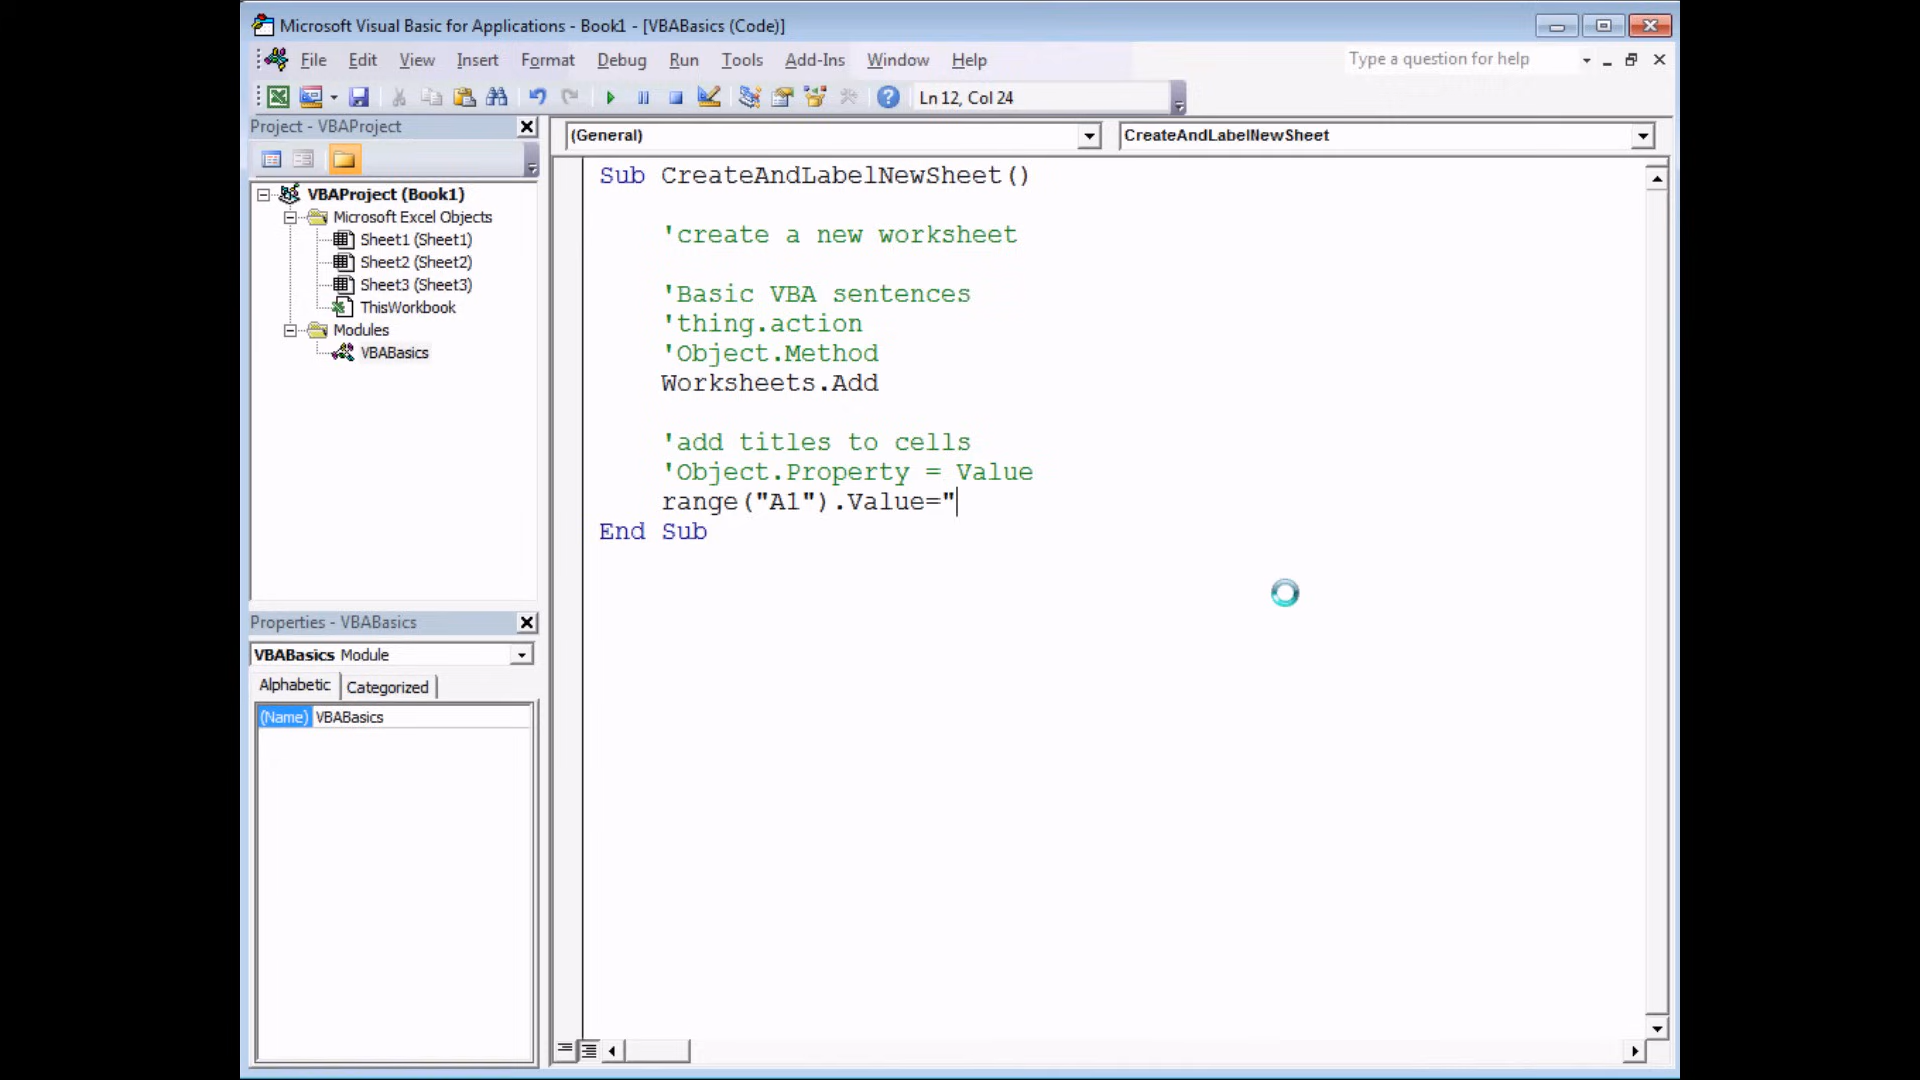 Microsoft Visual Basic for Applications - Book1 - [VBABasics (Code)]
File Edit View Insert Format Debug Run Tools Add-Ins Window Help
Type a question for help
Ln 12, Col 24
Project - VBAProject
VBAProject (Book1)
Microsoft Excel Objects
Sheet1 (Sheet1)
Sheet2 (Sheet2)
Sheet3 (Sheet3)
ThisWorkbook
Modules
VBABasics
Properties - VBABasics
VBABasics Module
Alphabetic Categorized
(Name) VBABasics
(General) CreateAndLabelNewSheet
Sub CreateAndLabelNewSheet()
'create a new worksheet
'Basic VBA sentences
'thing.action
'Object.Method
Worksheets.Add
'add titles to cells
'Object.Property = Value
range("A1").Value="
End Sub